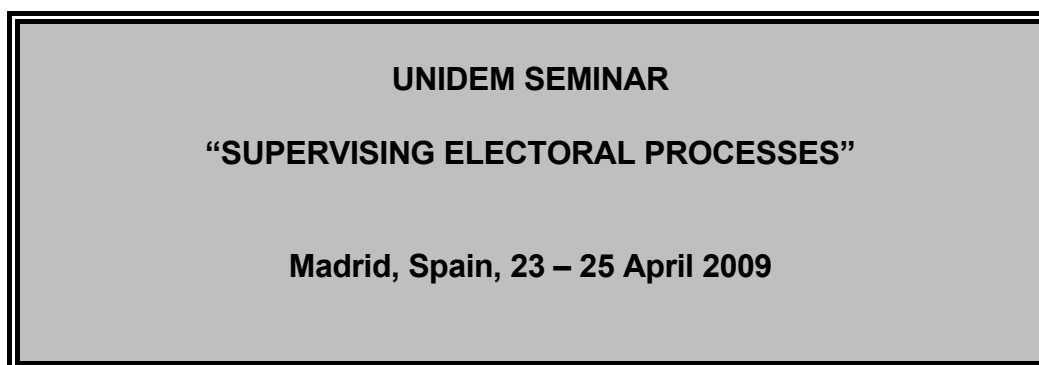 UNIDEM SEMINAR
“SUPERVISING ELECTORAL PROCESSES”
Madrid, Spain, 23 – 25 April 2009